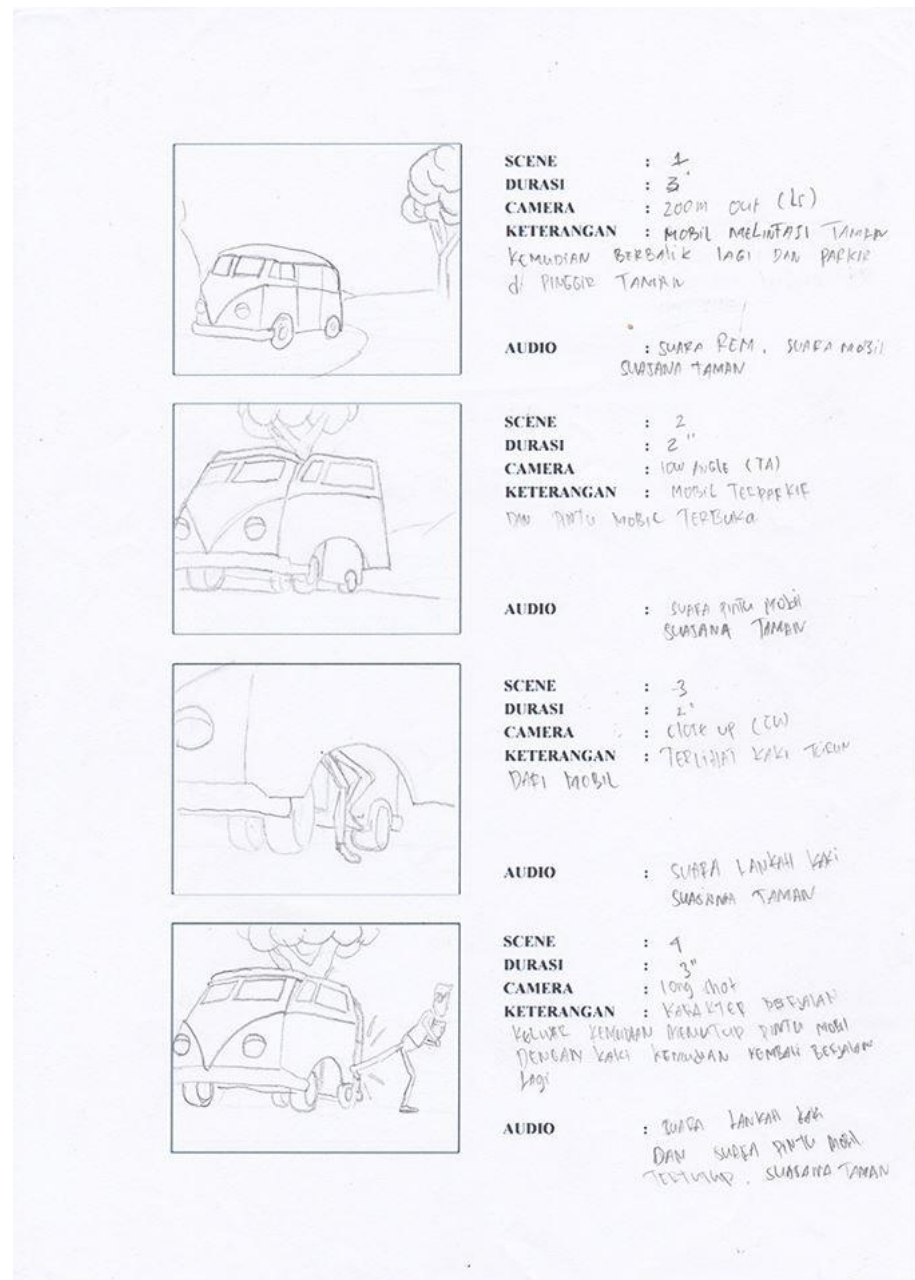 SCENE : 1
DURASI : 3'
CAMERA : ZOOM OUT (LS)
KETERANGAN : MOBIL MELINTASI TAMAN
KEMUDIAN BERBALIK LAGI DAN PARKIR
di PINGGIR TAMAN
AUDIO : SUARA REM, SUARA MOBIL
SUASANA TAMAN
SCENE : 2
DURASI : 2"
CAMERA : LOW ANGLE (TA)
KETERANGAN : MOBIL TERPARKIR
DAN PINTU MOBIL TERBUKA
AUDIO : SUARA PINTU MOBIL
SUASANA TAMAN
SCENE : 3
DURASI : 2'
CAMERA : CLOSE UP
KETERANGAN : TERLIHAT KAKI TURUN
DARI MOBIL
AUDIO : SUARA LANKAH KAKI
SUASANA TAMAN
SCENE : 4
DURASI : 3"
CAMERA : long shot
KETERANGAN : KARAKTER BERJALAN
KELUAR KEMUDIAN MENUTUP PINTU MOBIL
DENGAN KAKI KEMUDIAN KEMBALI BERJALAN
LAGI
AUDIO : SUARA LANKAH KAKI
DAN SUARA PINTU MOBIL
TERTUTUP. SUASANA TAMAN